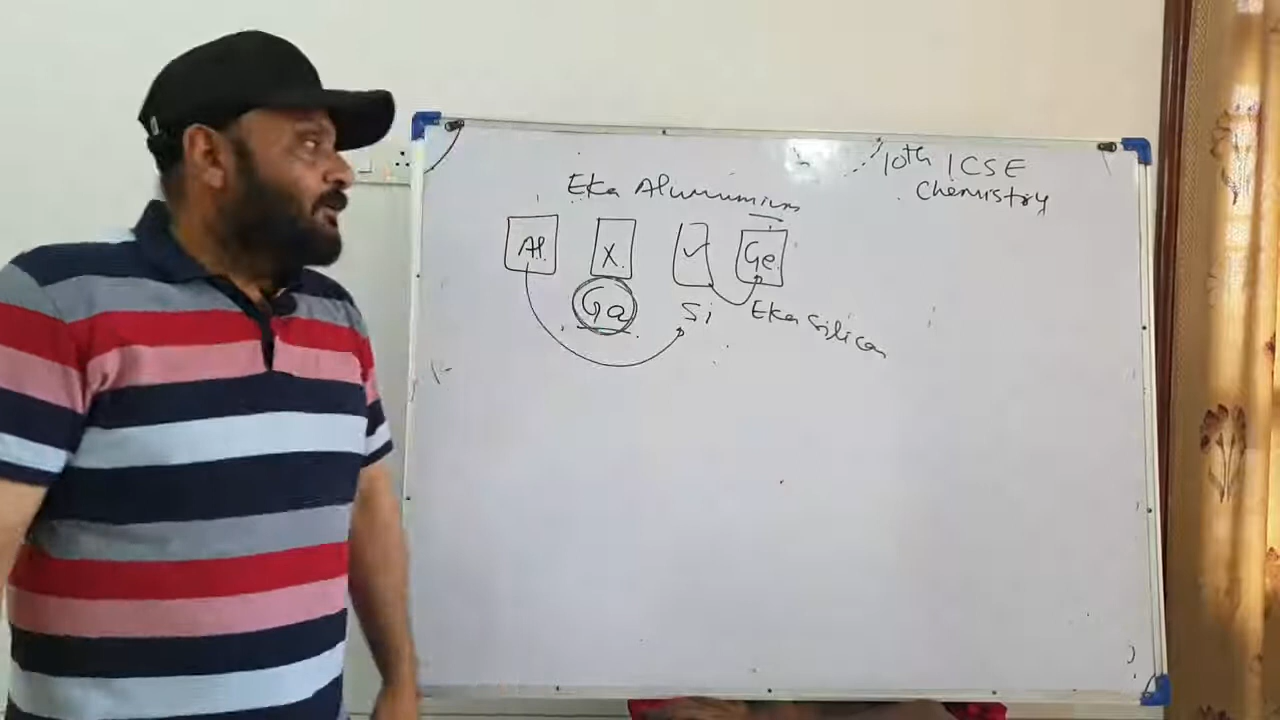 10th ICSE
Chemistry
Eka Aluminium
Al X Ge
Ga Si Eka Silicon